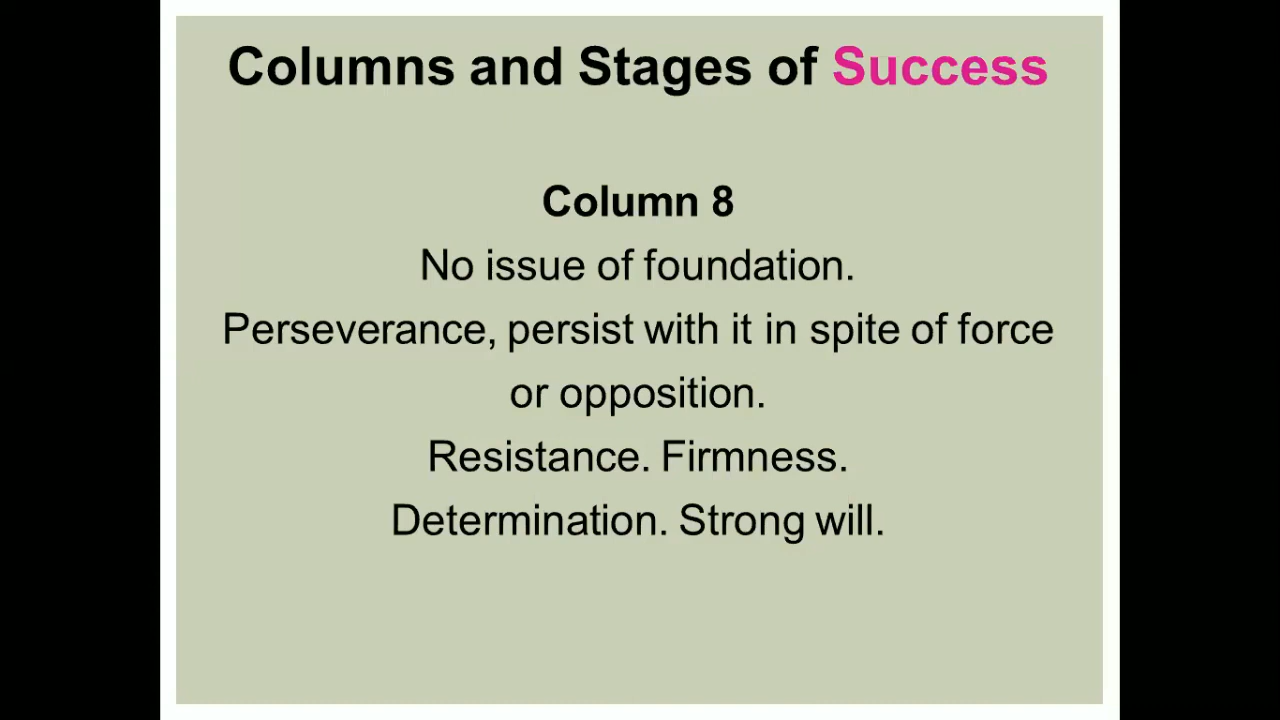 Columns and Stages of Success
Column 8
No issue of foundation.
Perseverance, persist with it in spite of force
or opposition.
Resistance. Firmness.
Determination. Strong will.